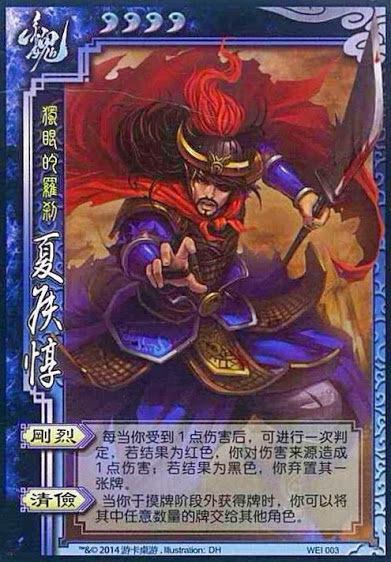 魏
獨眼的羅剎
夏侯惇
剛烈
每当你受到1点伤害后，可进行一次判
定，若结果为红色，你对伤害来源造成
1点伤害；若结果为黑色，你弃置其一
张牌。
清儉
当你于摸牌阶段外获得牌时，你可以将
其中任意数量的牌交给其他角色。
™&© 2014 游卡桌游. Illustration: DH
WEI 003